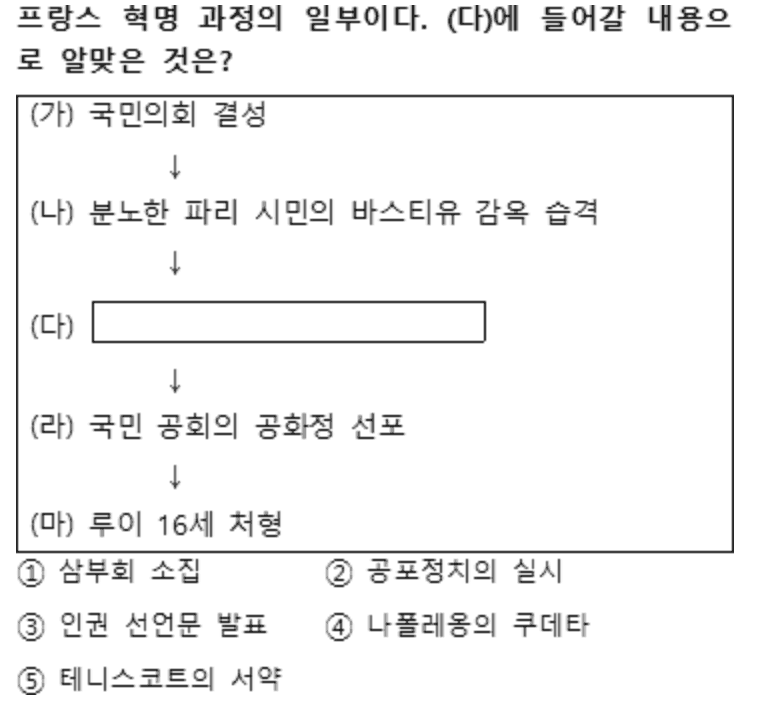 프랑스 혁명 과정의 일부이다. (다)에 들어갈 내용으
로 알맞은 것은?
(가) 국민의회 결성
↓
(나) 분노한 파리 시민의 바스티유 감옥 습격
↓
(다)
↓
(라) 국민 공회의 공화정 선포
↓
(마) 루이 16세 처형
① 삼부회 소집 ② 공포정치의 실시
③ 인권 선언문 발표 ④ 나폴레옹의 쿠데타
⑤ 테니스코트의 서약